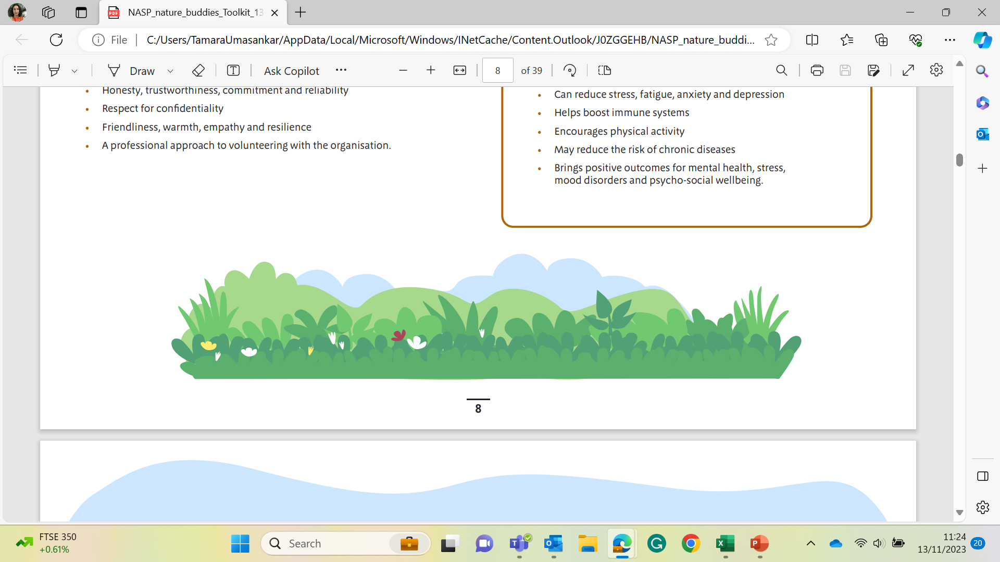 NASP_nature_buddies_Toolkit_13
File
C:/Users/TamaraUmasankar/AppData/Local/Microsoft/Windows/INetCache/Content.Outlook/J0ZGGEHB/NASP_nature_buddi...
Draw
Ask Copilot
8
of 39
Honesty, trustworthiness, commitment and reliability
• Respect for confidentiality
• Friendliness, warmth, empathy and resilience
• A professional approach to volunteering with the organisation.
• Can reduce stress, fatigue, anxiety and depression
• Helps boost immune systems
• Encourages physical activity
• May reduce the risk of chronic diseases
• Brings positive outcomes for mental health, stress,
mood disorders and psycho-social wellbeing.
8
FTSE 350
+0.61%
Search
11:24
13/11/2023
20